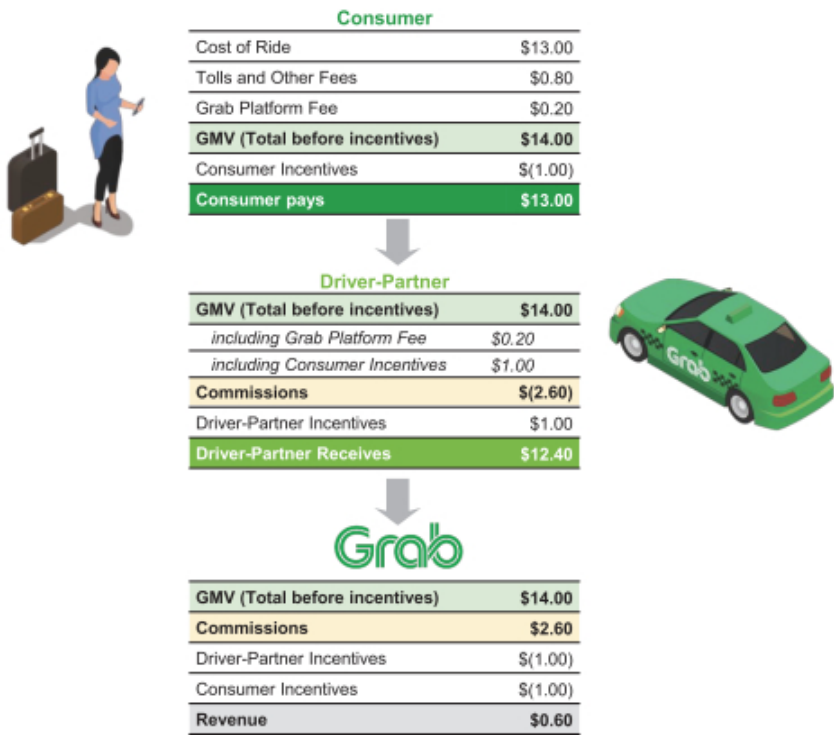 Consumer
Cost of Ride $13.00
Tolls and Other Fees $0.80
Grab Platform Fee $0.20
GMV (Total before incentives) $14.00
Consumer Incentives $(1.00)
Consumer pays $13.00
Driver-Partner
GMV (Total before incentives) $14.00
including Grab Platform Fee $0.20
including Consumer Incentives $1.00
Commissions $(2.60)
Driver-Partner Incentives $1.00
Driver-Partner Receives $12.40
Grab
Grab
GMV (Total before incentives) $14.00
Commissions $2.60
Driver-Partner Incentives $(1.00)
Consumer Incentives $(1.00)
Revenue $0.60